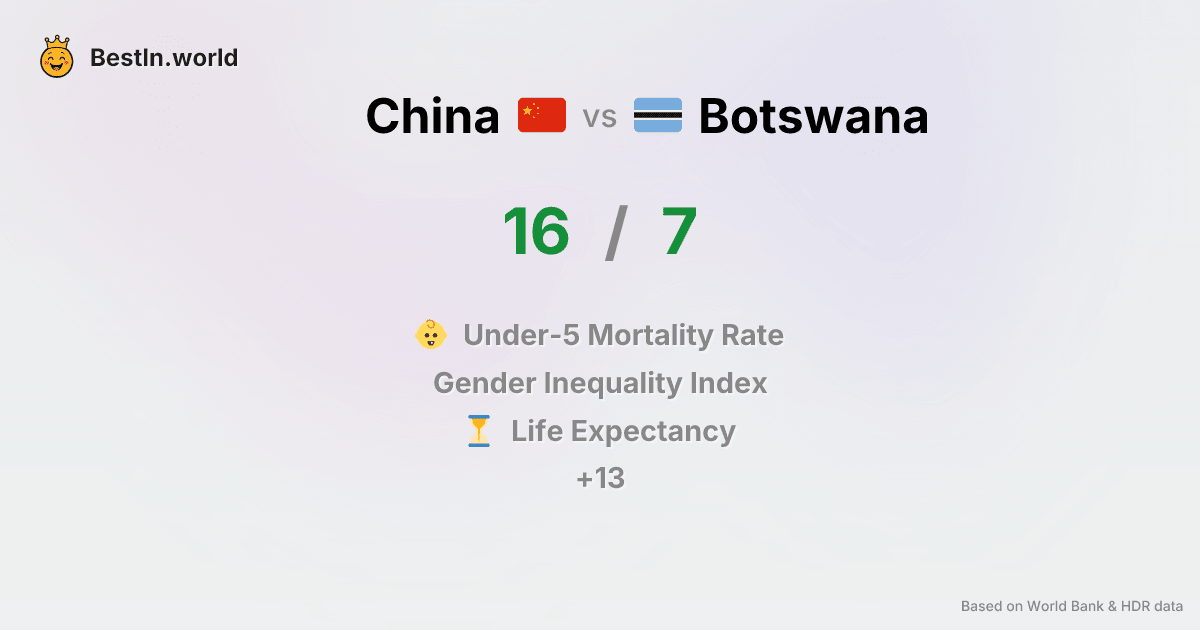 BestIn.world
China vs Botswana
16 / 7
Under-5 Mortality Rate
Gender Inequality Index
Life Expectancy
+13
Based on World Bank & HDR data